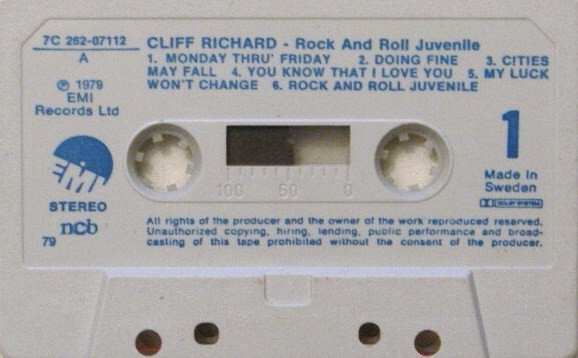 7C 262-07112
A
℗ 1979
EMI
Records Ltd
CLIFF RICHARD - Rock And Roll Juvenile
1. MONDAY THRU' FRIDAY 2. DOING FINE 3. CITIES
MAY FALL 4. YOU KNOW THAT I LOVE YOU 5. MY LUCK
WON'T CHANGE 6. ROCK AND ROLL JUVENILE
1
Made in
Sweden
DOLBY SYSTEM
EMI
STEREO
ncb
79
100 50 0
All rights of the producer and the owner of the work reproduced reserved.
Unauthorized copying, hiring, lending, public performance and broad-
casting of this tape prohibited without the consent of the producer.